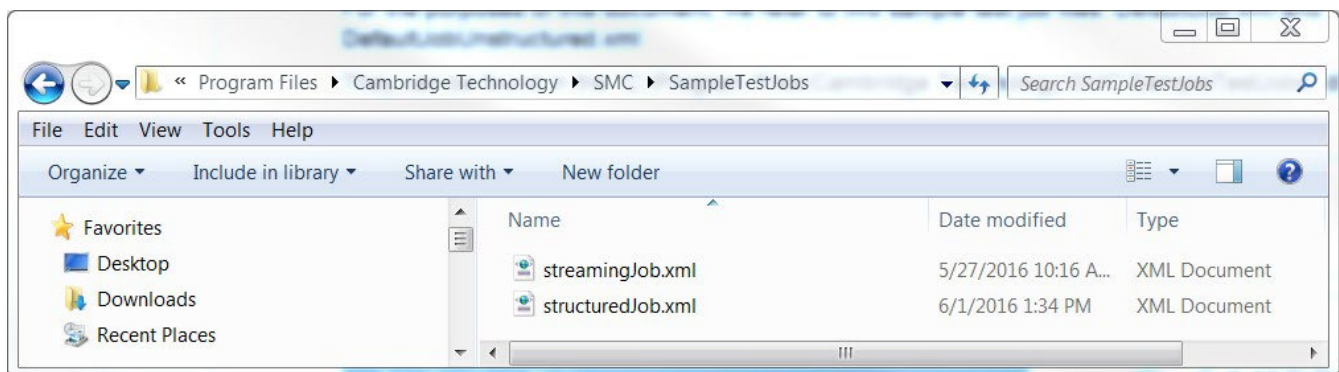 DefaultJobUnstructured.xml
« Program Files Cambridge Technology SMC SampleTestJobs Search SampleTestJobs
File Edit View Tools Help
Organize Include in library Share with New folder
Favorites
Desktop
Downloads
Recent Places
Name Date modified Type
streamingJob.xml 5/27/2016 10:16 A... XML Document
structuredJob.xml 6/1/2016 1:34 PM XML Document